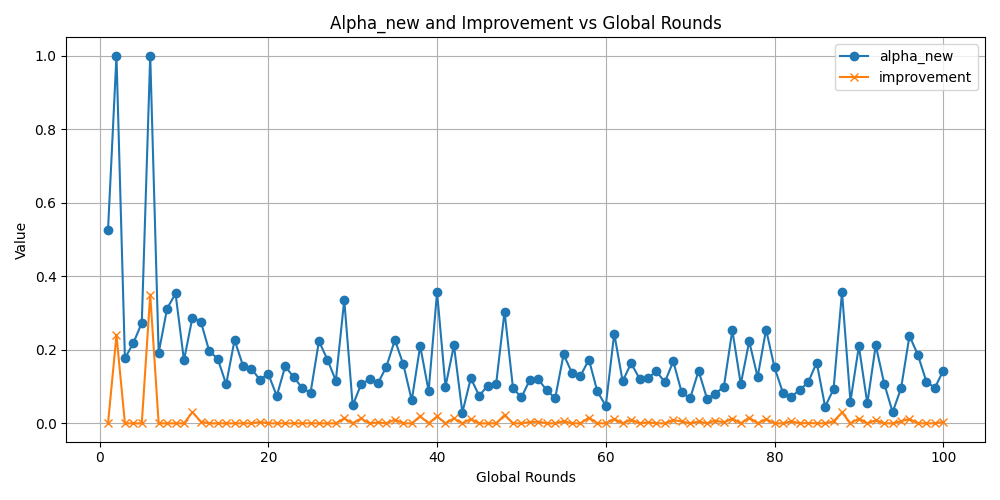 Alpha_new and Improvement vs Global Rounds
alpha_new
improvement
Value
1.0
0.8
0.6
0.4
0.2
0.0
0
20
40
60
80
100
Global Rounds